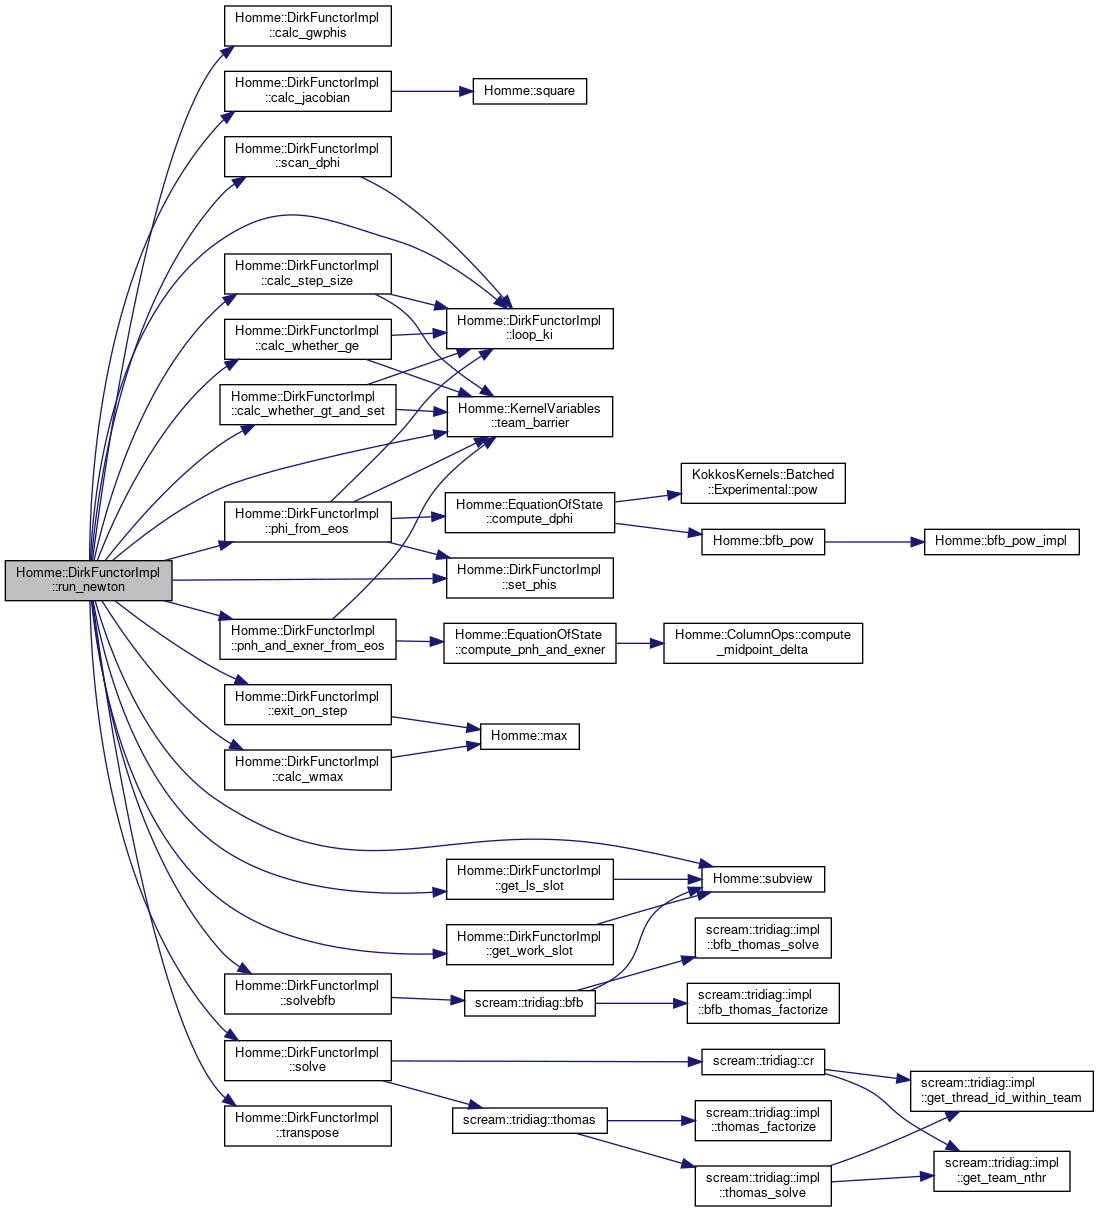 Homme::DirkFunctorImpl
::calc_gwphis
Homme::DirkFunctorImpl
::calc_jacobian
Homme::square
Homme::DirkFunctorImpl
::scan_dphi
Homme::DirkFunctorImpl
::calc_step_size
Homme::DirkFunctorImpl
::loop_ki
Homme::DirkFunctorImpl
::calc_whether_ge
Homme::DirkFunctorImpl
::calc_whether_gt_and_set
Homme::KernelVariables
::team_barrier
KokkosKernels::Batched
::Experimental::pow
Homme::DirkFunctorImpl
::phi_from_eos
Homme::EquationOfState
::compute_dphi
Homme::bfb_pow
Homme::bfb_pow_impl
Homme::DirkFunctorImpl
::run_newton
Homme::DirkFunctorImpl
::set_phis
Homme::DirkFunctorImpl
::pnh_and_exner_from_eos
Homme::EquationOfState
::compute_pnh_and_exner
Homme::ColumnOps::compute
_midpoint_delta
Homme::DirkFunctorImpl
::exit_on_step
Homme::max
Homme::DirkFunctorImpl
::calc_wmax
Homme::DirkFunctorImpl
::get_ls_slot
Homme::subview
Homme::DirkFunctorImpl
::get_work_slot
scream::tridiag::impl
::bfb_thomas_solve
Homme::DirkFunctorImpl
::solvebfb
scream::tridiag::bfb
scream::tridiag::impl
::bfb_thomas_factorize
Homme::DirkFunctorImpl
::solve
scream::tridiag::cr
scream::tridiag::impl
::get_thread_id_within_team
Homme::DirkFunctorImpl
::transpose
scream::tridiag::thomas
scream::tridiag::impl
::thomas_factorize
scream::tridiag::impl
::thomas_solve
scream::tridiag::impl
::get_team_nthr